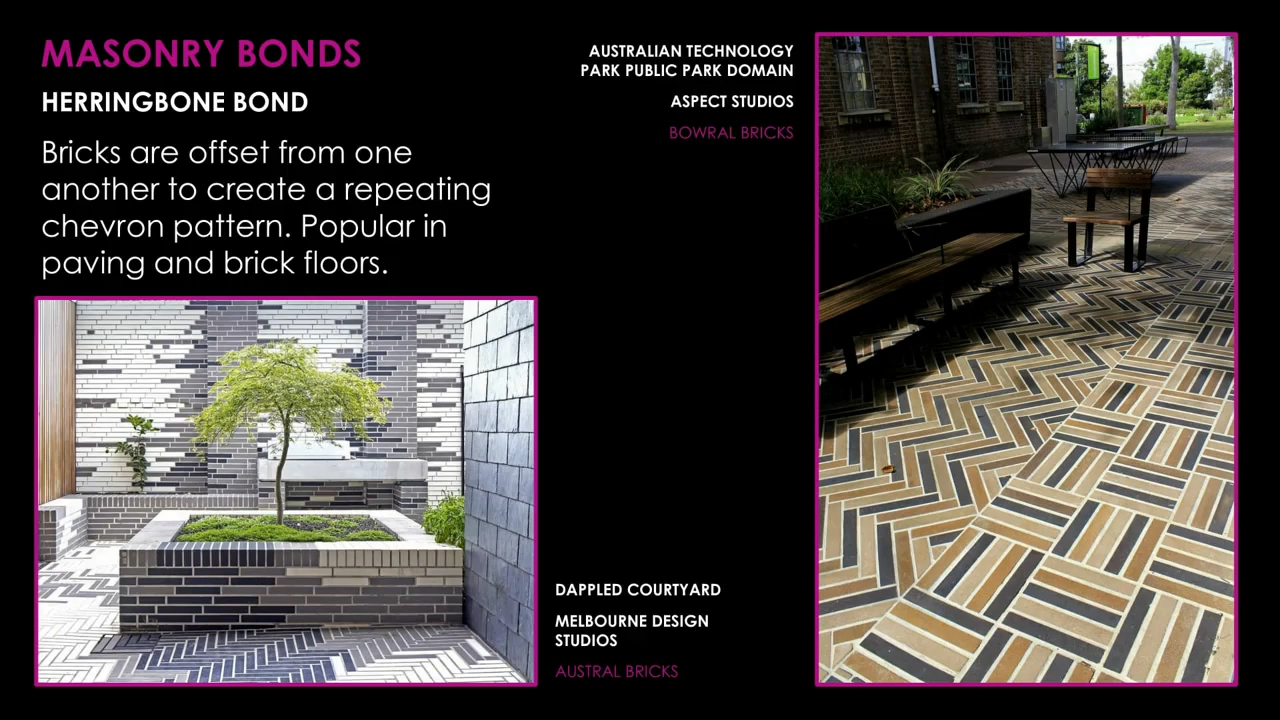 MASONRY BONDS
HERRINGBONE BOND
Bricks are offset from one
another to create a repeating
chevron pattern. Popular in
paving and brick floors.
AUSTRALIAN TECHNOLOGY
PARK PUBLIC PARK DOMAIN
ASPECT STUDIOS
BOWRAL BRICKS
DAPPLED COURTYARD
MELBOURNE DESIGN
STUDIOS
AUSTRAL BRICKS